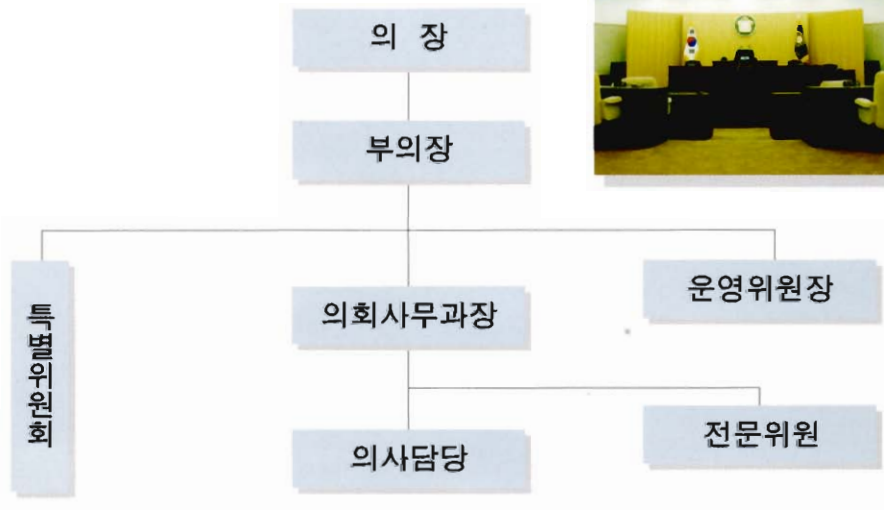 의 장
부의장
특별위원회
의회사무과장
운영위원장
의사담당
전문위원